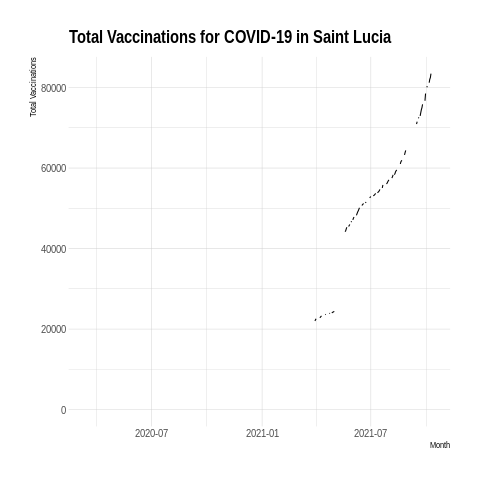 Total Vaccinations for COVID-19 in Saint Lucia
Total Vaccinations
80000
60000
40000
20000
0
2020-07 2021-01 2021-07
Month